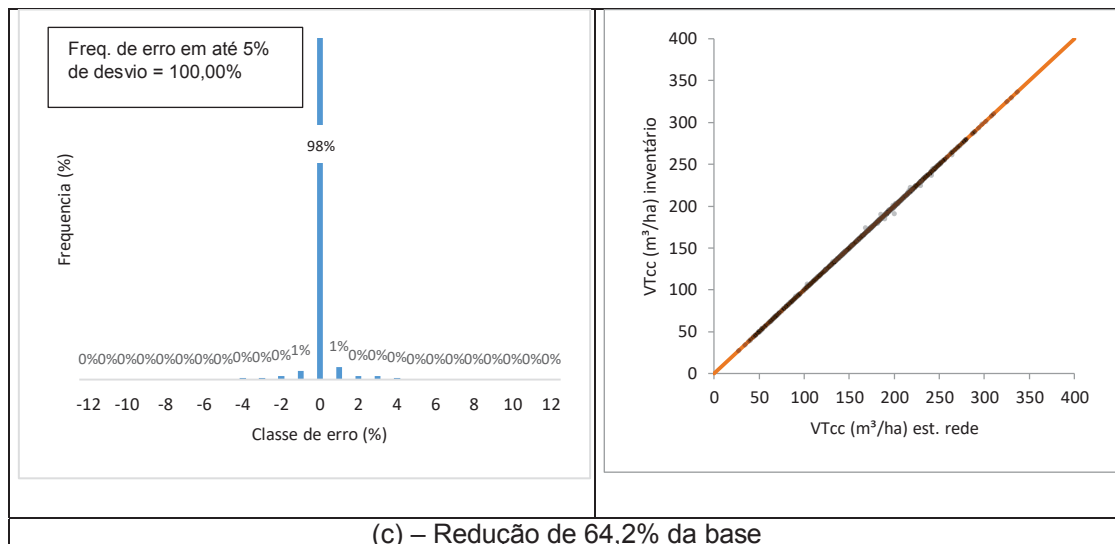 Freq. de erro em até 5%
de desvio = 100,00%
Frequencia (%)
98%
0%0%0%0%0%0%0%0%0%0%0%1% 1%0%0%0%0%0%0%0%0%0%0%0%
-12 -10 -8 -6 -4 -2 0 2 4 6 8 10 12
Classe de erro (%)
VTcc (m³/ha) inventário
400
350
300
250
200
150
100
50
0
0 50 100 150 200 250 300 350 400
VTcc (m³/ha) est. rede
(c) – Redução de 64,2% da base